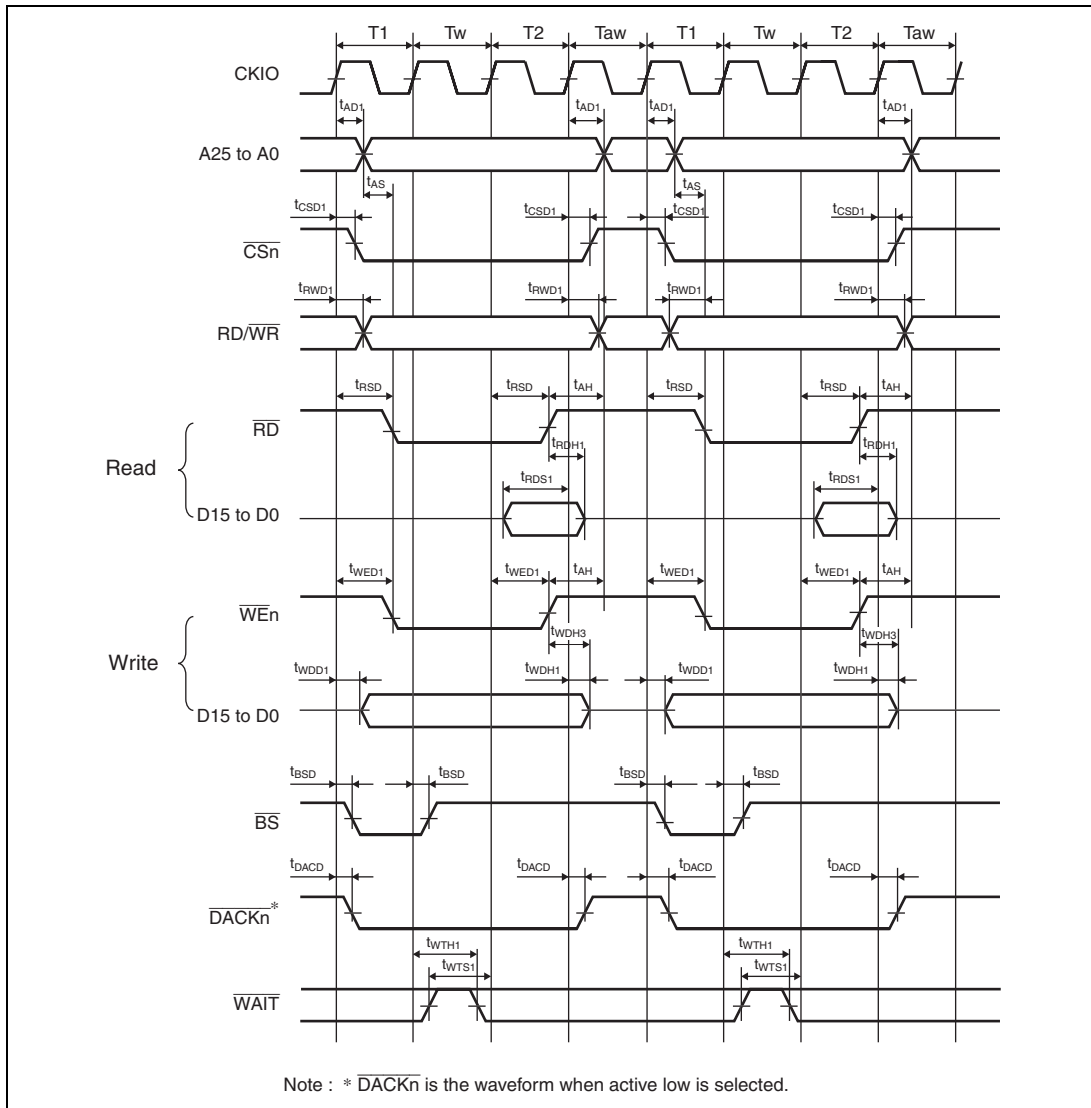 T1 Tw T2 Taw T1 Tw T2 Taw
CKIO
tAD1 tAD1 tAD1 tAD1
A25 to A0
tAS tAS
tCSD1 tCSD1 tCSD1 tCSD1
CSn
tRWD1 tRWD1 tRWD1 tRWD1
RD/WR
tRSD tRSD tAH tRSD tRSD tAH
RD
tRDH1 tRDH1
Read
tRDS1 tRDS1
D15 to D0
tWED1 tWED1 tAH tWED1 tWED1 tAH
WEn
tWDH3 tWDH3
Write
tWDD1 tWDH1 tWDD1 tWDH1
D15 to D0
tBSD tBSD tBSD tBSD
BS
tDACD tDACD tDACD tDACD
DACKn*
tWTH1 tWTH1
tWTS1 tWTS1
WAIT
Note : * DACKn is the waveform when active low is selected.